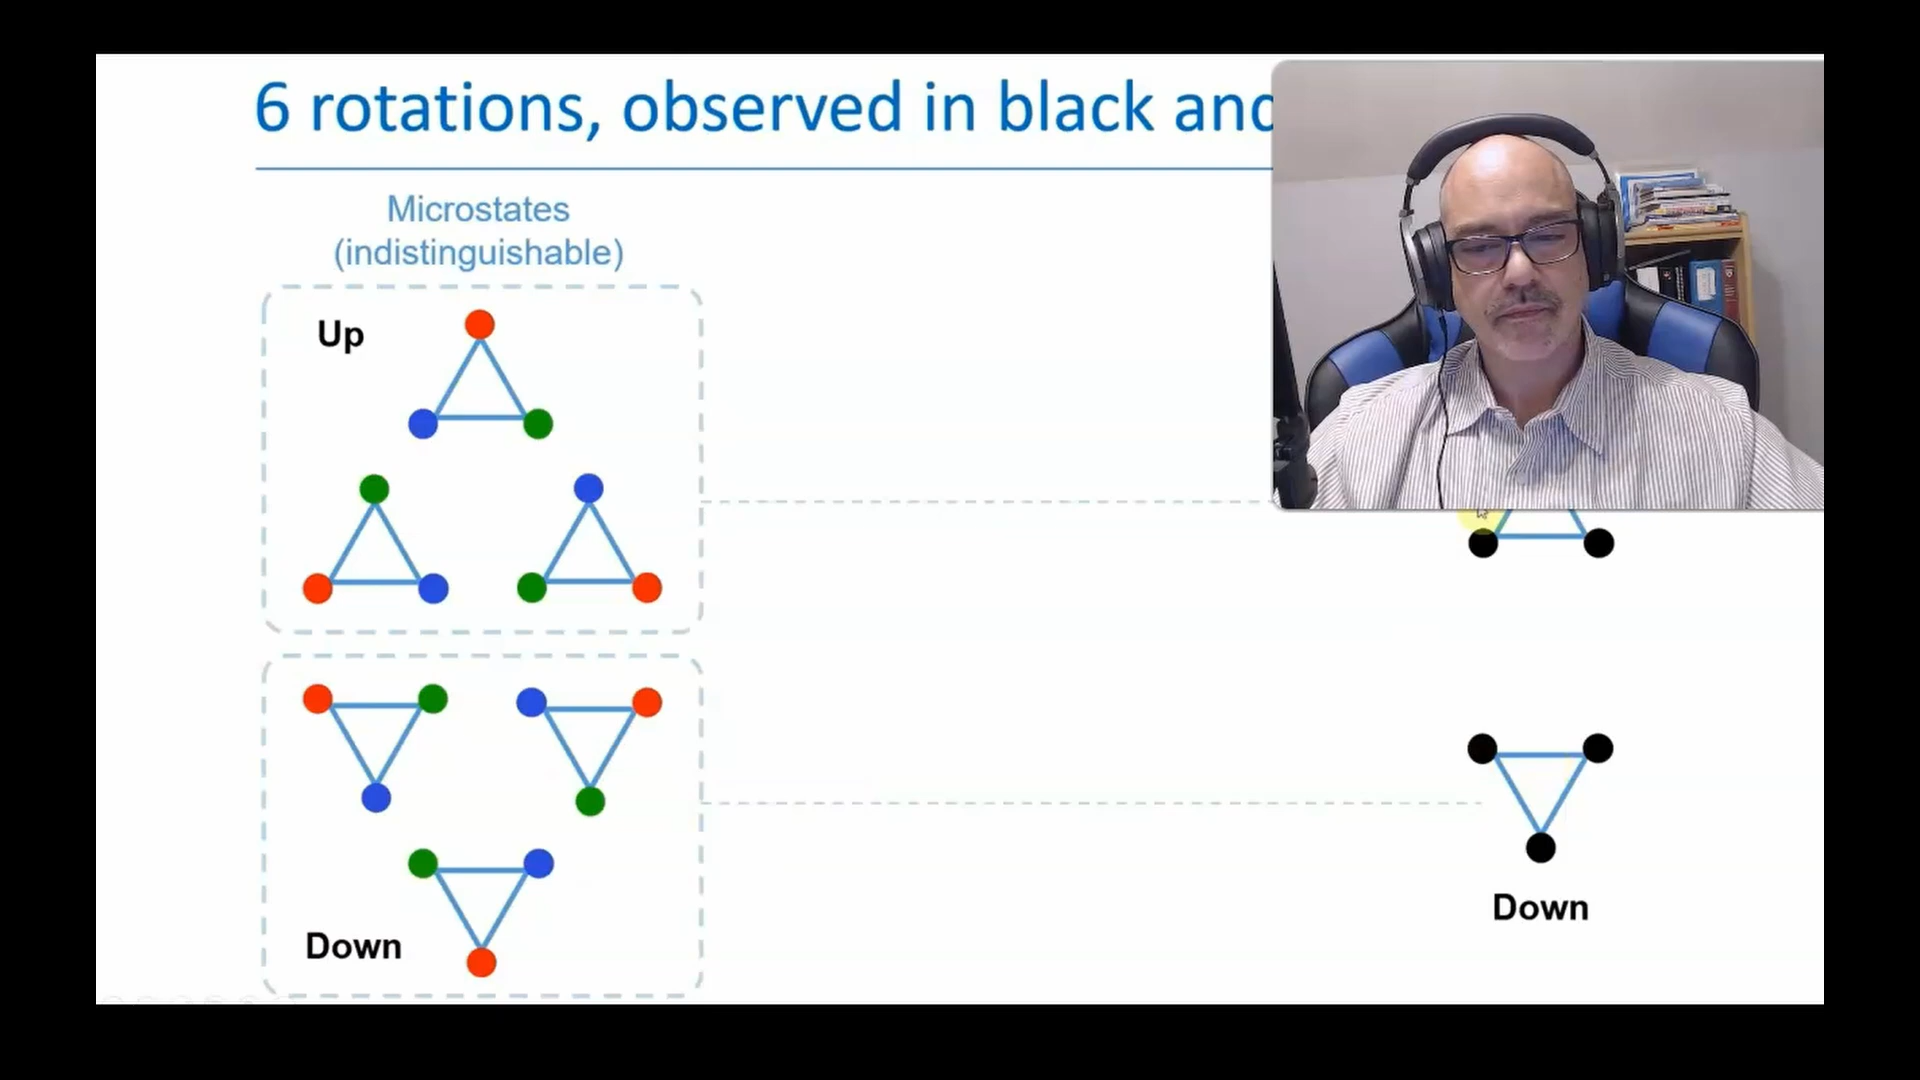 6 rotations, observed in black and
Microstates
(indistinguishable)
Up
Down
Down